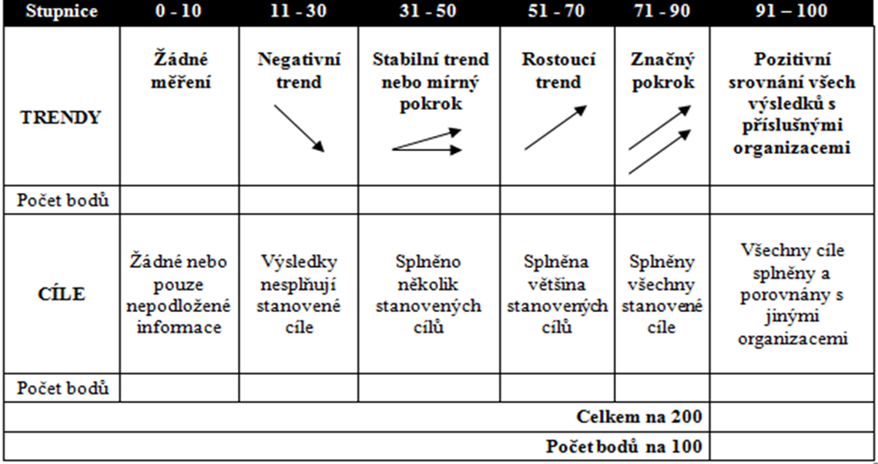 Stupnice 0 - 10 11 - 30 31 - 50 51 - 70 71 - 90 91 – 100
TRENDY
Žádné
měření
Negativní
trend
Stabilní trend
nebo mírný
pokrok
Rostoucí
trend
Značný
pokrok
Pozitivní
srovnání všech
výsledků s
příslušnými
organizacemi
Počet bodů
CÍLE
Žádné nebo
pouze
nepodložené
informace
Výsledky
nesplňují
stanovené
cíle
Splněno
několik
stanovených
cílů
Splněna
většina
stanovených
cílů
Splněny
všechny
stanovené
cíle
Všechny cíle
splněny a
porovnány s
jinými
organizacemi
Počet bodů
Celkem na 200
Počet bodů na 100